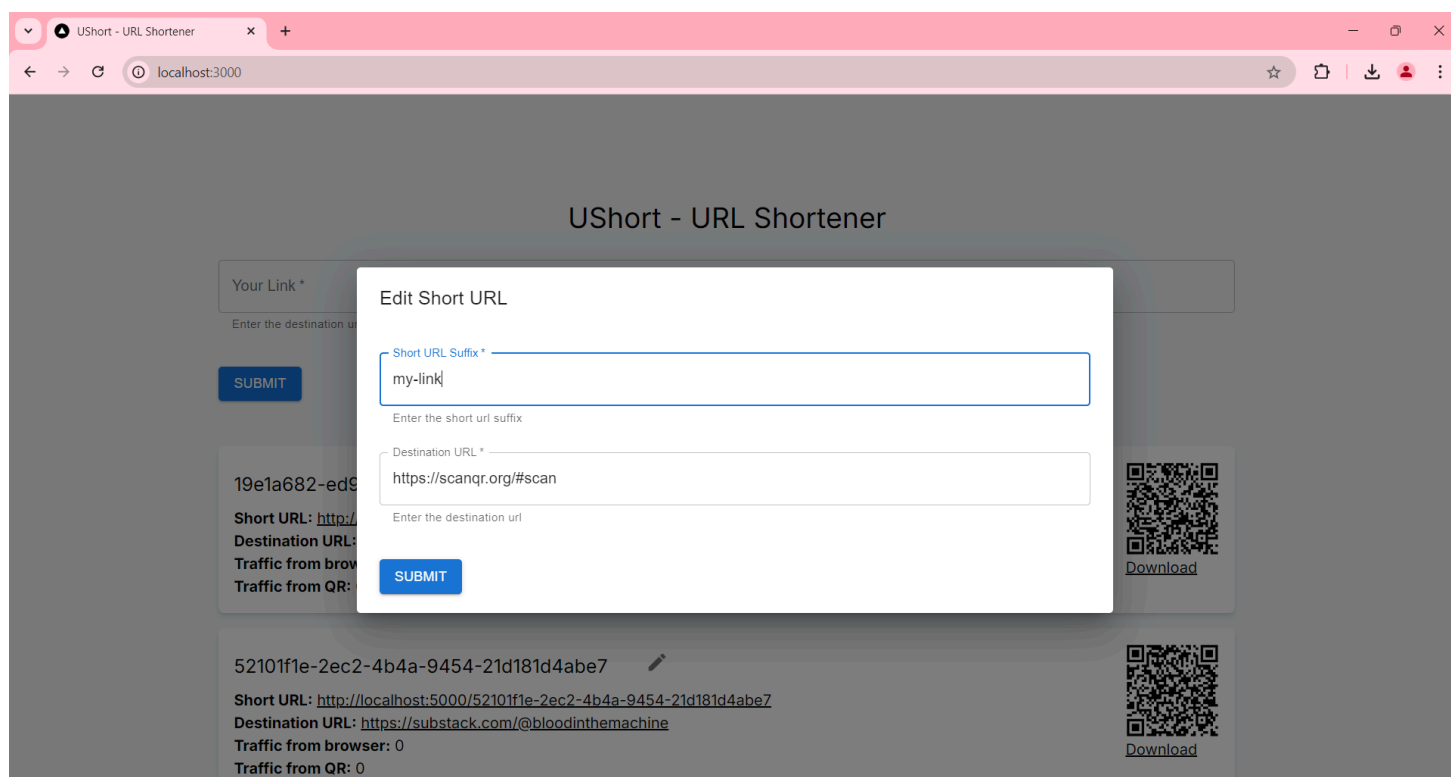 UShort - URL Shortener
localhost:3000
UShort - URL Shortener
Your Link *
Enter the destination ur
SUBMIT
Edit Short URL
Short URL Suffix *
my-link
Enter the short url suffix
Destination URL *
https://scanqr.org/#scan
Enter the destination url
SUBMIT
19e1a682-ed9
Short URL: http://
Destination URL:
Traffic from brow
Traffic from QR:
Download
52101f1e-2ec2-4b4a-9454-21d181d4abe7
Short URL: http://localhost:5000/52101f1e-2ec2-4b4a-9454-21d181d4abe7
Destination URL: https://substack.com/@bloodinthemachine
Traffic from browser: 0
Traffic from QR: 0
Download